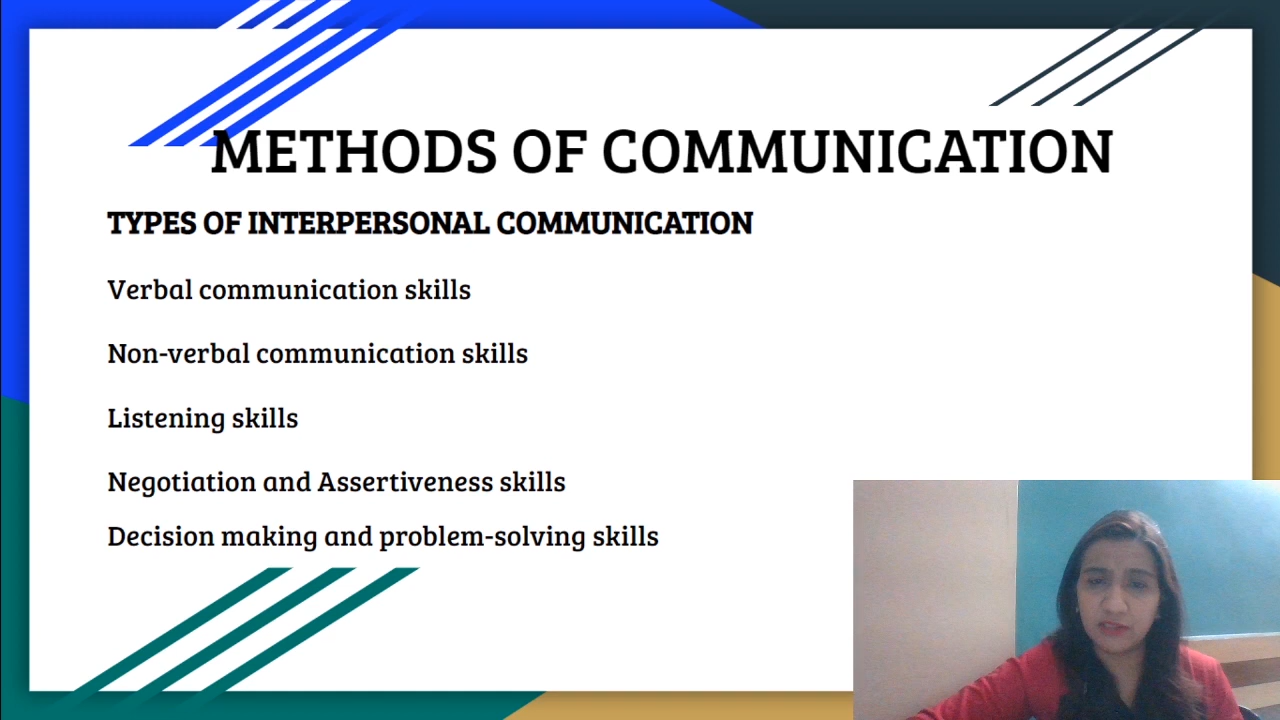 METHODS OF COMMUNICATION
TYPES OF INTERPERSONAL COMMUNICATION
Verbal communication skills
Non-verbal communication skills
Listening skills
Negotiation and Assertiveness skills
Decision making and problem-solving skills